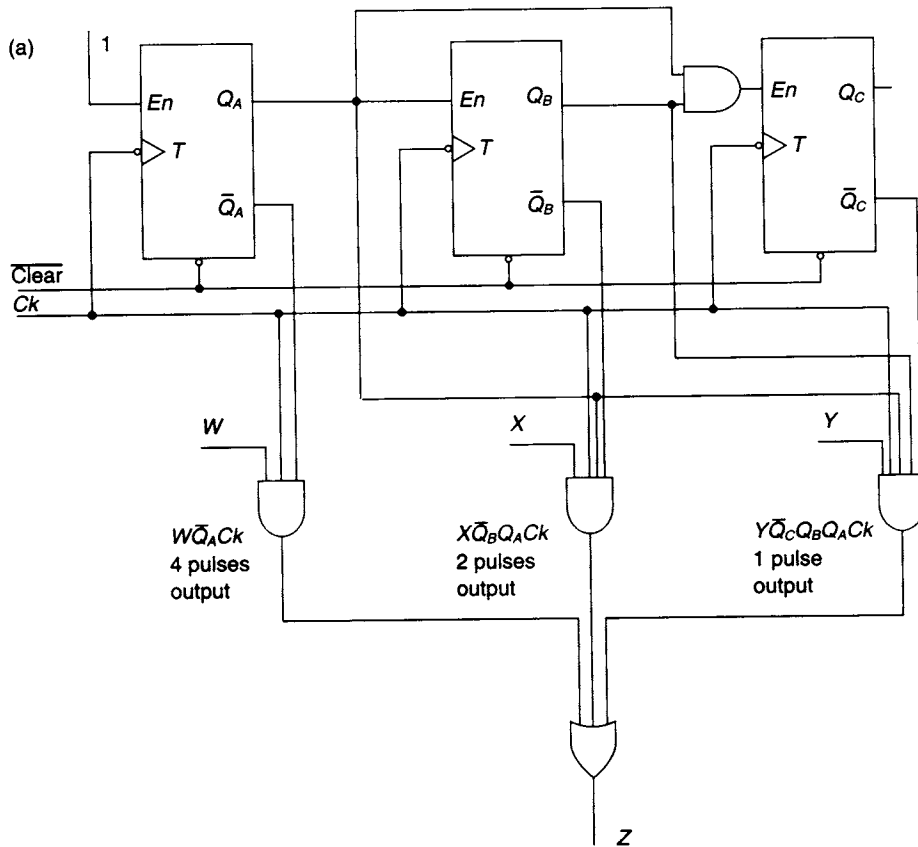 (a)
1
En Q_A
T
Q̅_A
En Q_B
T
Q̅_B
En Q_C
T
Q̅_C
C̅l̅e̅a̅r̅
Ck
W
X
Y
WQ̅_ACk
4 pulses
output
XQ̅_BQ_ACk
2 pulses
output
YQ̅_CQ_BQ_ACk
1 pulse
output
Z